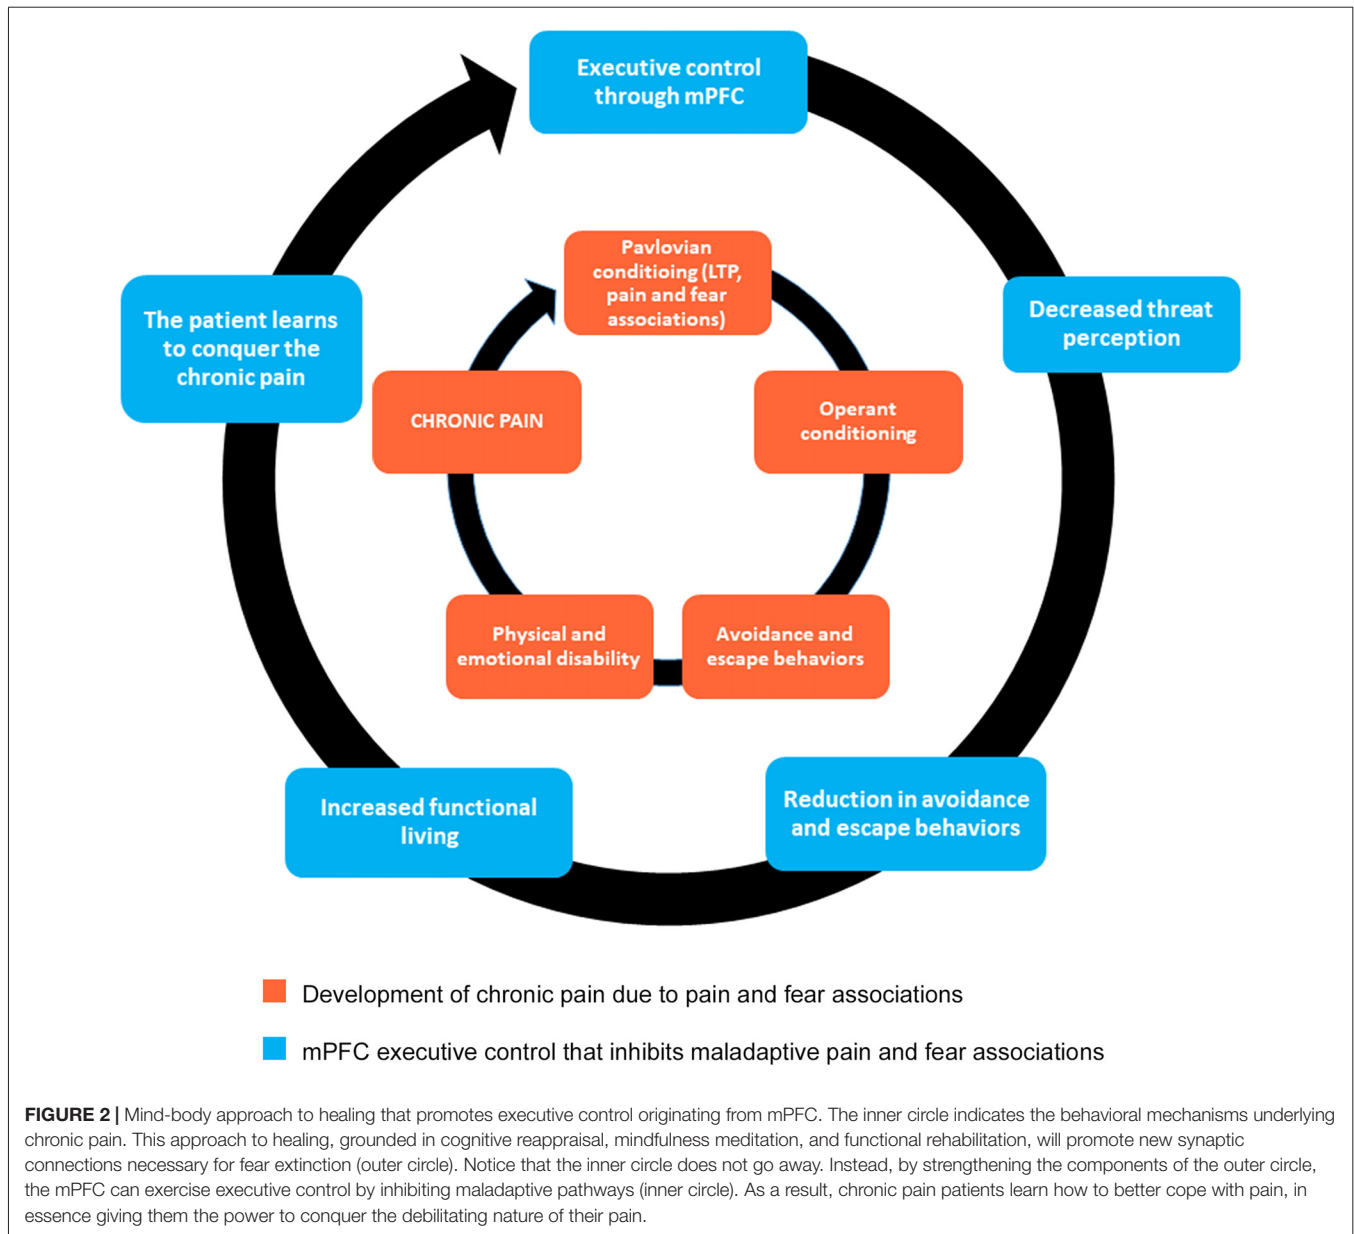 Executive control
through mPFC
Pavlovian
conditioing (LTP,
pain and fear
associations)
Decreased threat
perception
The patient learns
to conquer the
chronic pain
CHRONIC PAIN
Operant
conditioning
Physical and
emotional disability
Avoidance and
escape behaviors
Increased functional
living
Reduction in avoidance
and escape behaviors
Development of chronic pain due to pain and fear associations
mPFC executive control that inhibits maladaptive pain and fear associations
FIGURE 2 | Mind-body approach to healing that promotes executive control originating from mPFC. The inner circle indicates the behavioral mechanisms underlying
chronic pain. This approach to healing, grounded in cognitive reappraisal, mindfulness meditation, and functional rehabilitation, will promote new synaptic
connections necessary for fear extinction (outer circle). Notice that the inner circle does not go away. Instead, by strengthening the components of the outer circle,
the mPFC can exercise executive control by inhibiting maladaptive pathways (inner circle). As a result, chronic pain patients learn how to better cope with pain, in
essence giving them the power to conquer the debilitating nature of their pain.